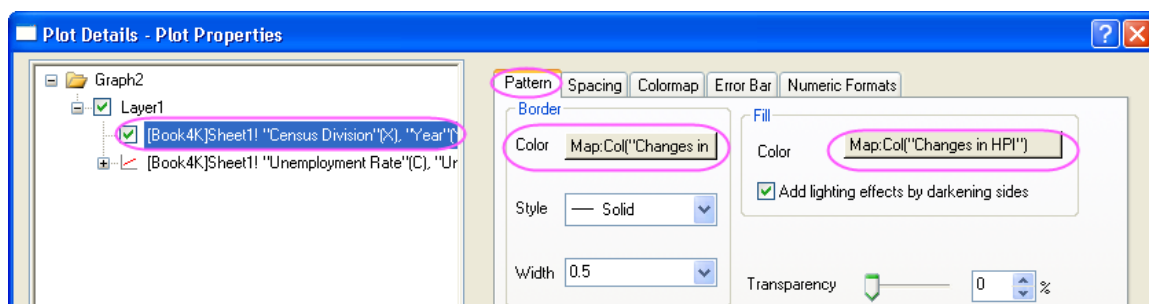 Plot Details - Plot Properties
Graph2
Layer1
[Book4K]Sheet1! "Census Division"(X), "Year"(Y
[Book4K]Sheet1! "Unemployment Rate"(C), "Ur
Pattern Spacing Colormap Error Bar Numeric Formats
Border
Color Map:Col("Changes in
Style Solid
Width 0.5
Fill
Color Map:Col("Changes in HPI")
Add lighting effects by darkening sides
Transparency 0 %